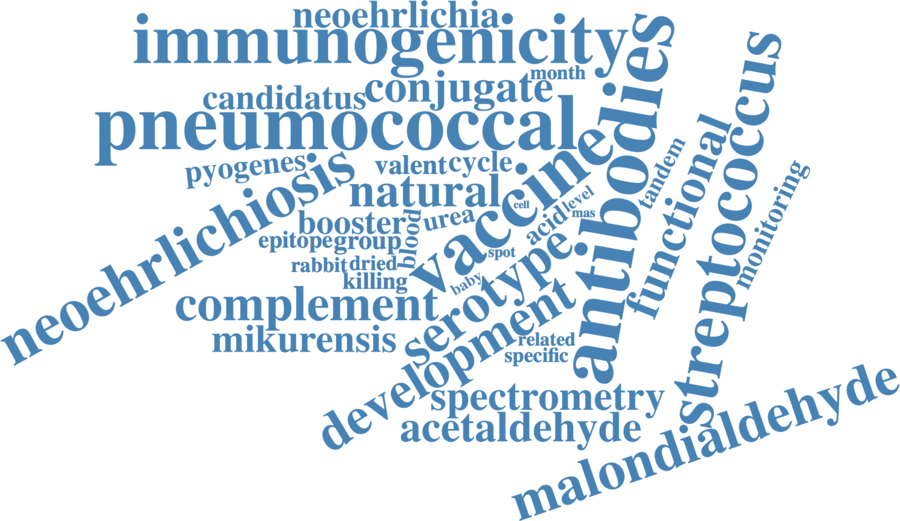 neoehrlichia
immunogenicity
month
conjugate
candidatus
pneumococcal
pyogenes
valent
cycle
natural
neoehrlichiosis
booster
urea
blood
epitope
group
rabbit
dried
killing
vaccine
cell
level
mas
acid
spot
baby
antibodies
tandem
functional
streptococcus
monitoring
complement
mikurensis
serotype
development
related
specific
spectrometry
acetaldehyde
malondialdehyde